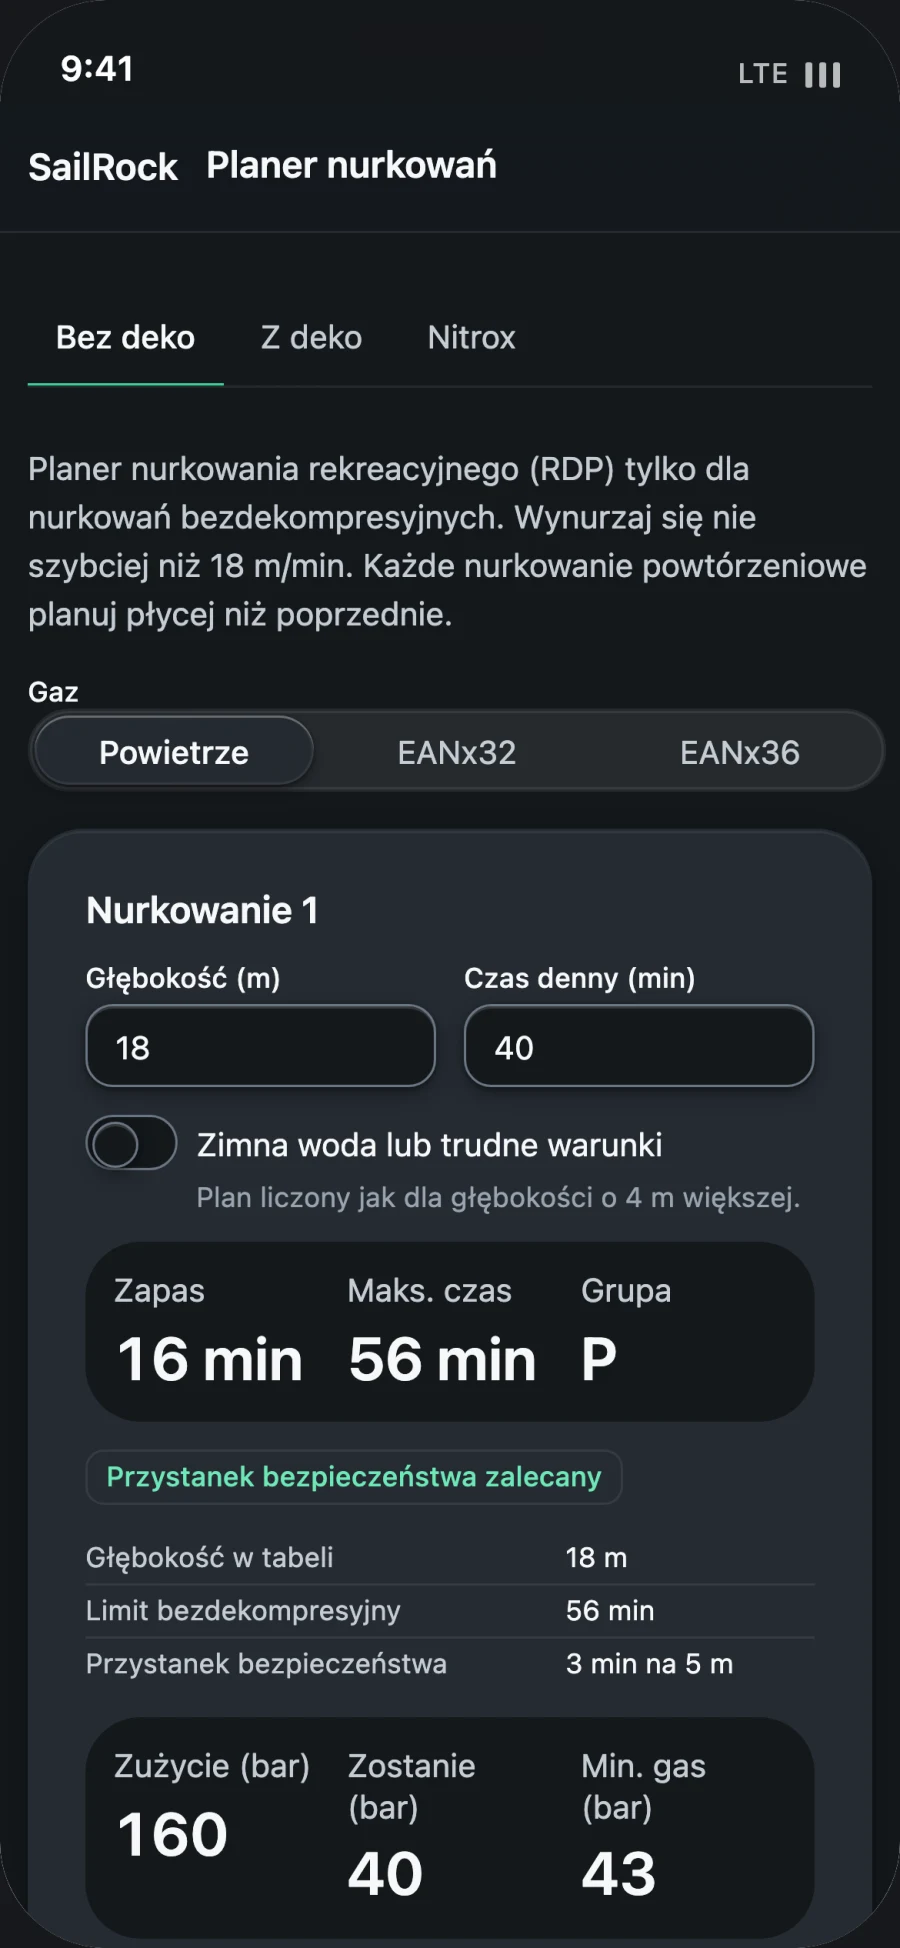 9:41
LTE
SailRock Planer nurkowań
Bez deko Z deko Nitrox
Planer nurkowania rekreacyjnego (RDP) tylko dla
nurkowań bezdekompresyjnych. Wynurzaj się nie
szybciej niż 18 m/min. Każde nurkowanie powtórzeniowe
planuj płycej niż poprzednie.
Gaz
Powietrze EANx32 EANx36
Nurkowanie 1
Głębokość (m) Czas denny (min)
18 40
Zimna woda lub trudne warunki
Plan liczony jak dla głębokości o 4 m większej.
Zapas Maks. czas Grupa
16 min 56 min P
Przystanek bezpieczeństwa zalecany
Głębokość w tabeli 18 m
Limit bezdekompresyjny 56 min
Przystanek bezpieczeństwa 3 min na 5 m
Zużycie (bar) Zostanie (bar) Min. gas (bar)
160 40 43